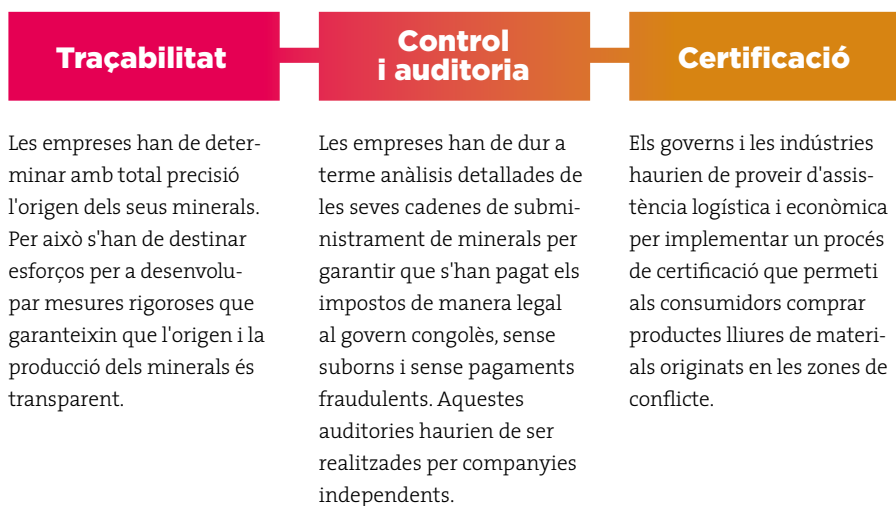 Traçabilitat
Les empreses han de deter-
minar amb total precisió
l'origen dels seus minerals.
Per això s'han de destinar
esforços per a desenvolu-
par mesures rigoroses que
garanteixin que l'origen i la
producció dels minerals és
transparent.
Control
i auditoria
Les empreses han de dur a
terme anàlisis detallades de
les seves cadenes de submi-
nistrament de minerals per
garantir que s'han pagat els
impostos de manera legal
al govern congolès, sense
suborns i sense pagaments
fraudulents. Aquestes
auditories haurien de ser
realitzades per companyies
independents.
Certificació
Els governs i les indústries
haurien de proveir d'assis-
tència logística i econòmica
per implementar un procés
de certificació que permeti
als consumidors comprar
productes lliures de materi-
als originats en les zones de
conflicte.